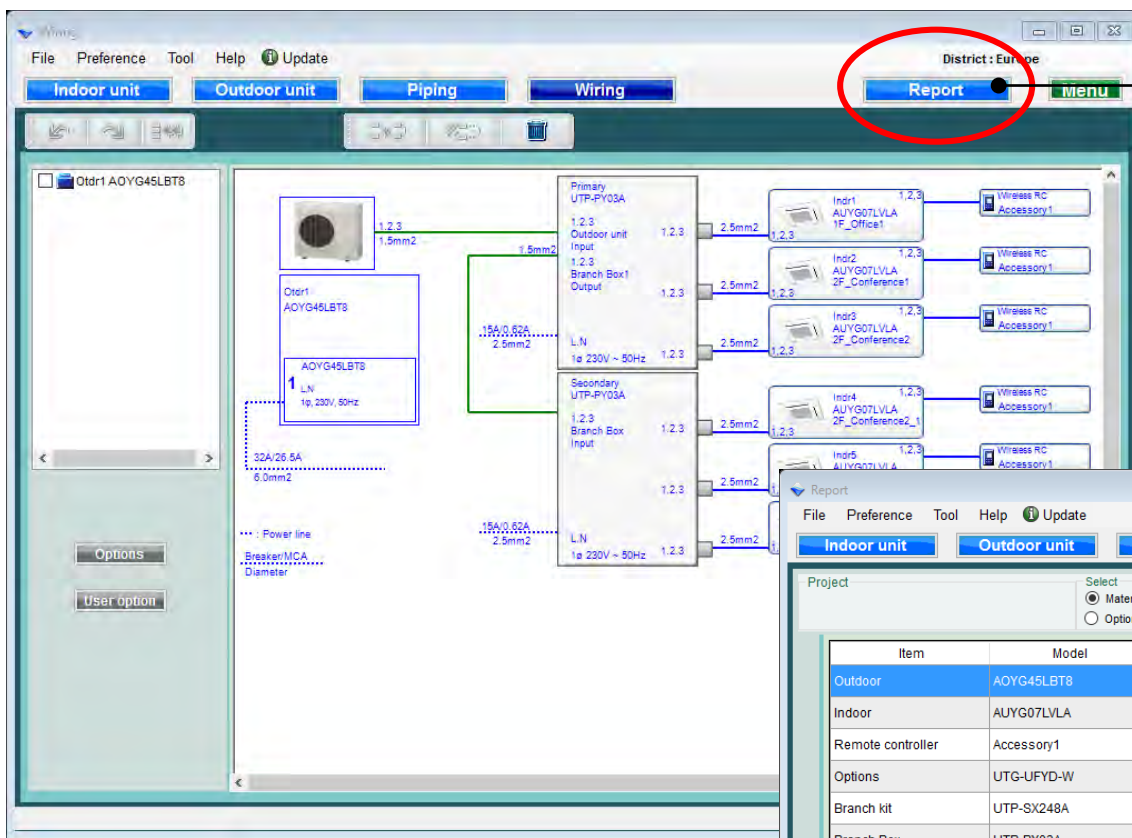 Wiring
File Preference Tool Help Update
District : Europe
Indoor unit Outdoor unit Piping Wiring Report Menu
Otdr1 AOYG45LBT8
Options
User option
1.2.3
1.5mm2
Otdr1
AOYG45LBT8
AOYG45LBT8
1 L.N
1φ, 230V, 50Hz
32A/26.5A
6.0mm2
: Power line
Breaker/MCA
Diameter
1.5mm2
15A/0.62A
2.5mm2
15A/0.62A
2.5mm2
Primary
UTP-PY03A
1.2.3
Outdoor unit
Input
1.2.3
Branch Box1
Output
L.N
1ø 230V ~ 50Hz
1.2.3
1.2.3
1.2.3
Secondary
UTP-PY03A
1.2.3
Branch Box
Input
L.N
1ø 230V ~ 50Hz
1.2.3
1.2.3
1.2.3
2.5mm2
1,2,3
Indr1 1,2,3
AUYG07LVLA
1F_Office1
Wireless RC
Accessory1
2.5mm2
1,2,3
Indr2 1,2,3
AUYG07LVLA
2F_Conference1
Wireless RC
Accessory1
2.5mm2
1,2,3
Indr3 1,2,3
AUYG07LVLA
2F_Conference2
Wireless RC
Accessory1
2.5mm2
1,2,3
Indr4 1,2,3
AUYG07LVLA
2F_Conference2_1
Wireless RC
Accessory1
2.5mm2
Indr5 1,2,3
AUYG07LVLA
Wireless RC
Accessory1
2.5mm2
Report
File Preference Tool Help Update
Indoor unit Outdoor unit
Project
Select
Mater
Optio
Item Model
Outdoor AOYG45LBT8
Indoor AUYG07LVLA
Remote controller Accessory1
Options UTG-UFYD-W
Branch kit UTP-SX248A
Branch Box UTP-PY03A